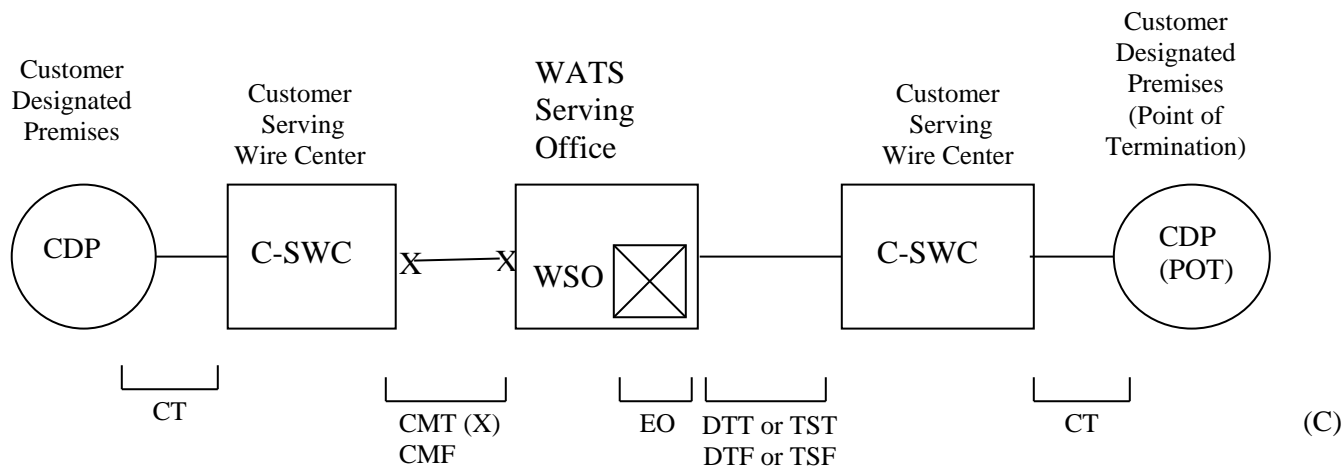 Customer
Designated
Premises
Customer
Serving
Wire Center
WATS
Serving
Office
Customer
Serving
Wire Center
Customer
Designated
Premises
(Point of
Termination)
CDP
C-SWC
X
X
WSO
C-SWC
CDP
(POT)
CT
CMT (X)
CMF
EO
DTT or TST
DTF or TSF
CT
(C)